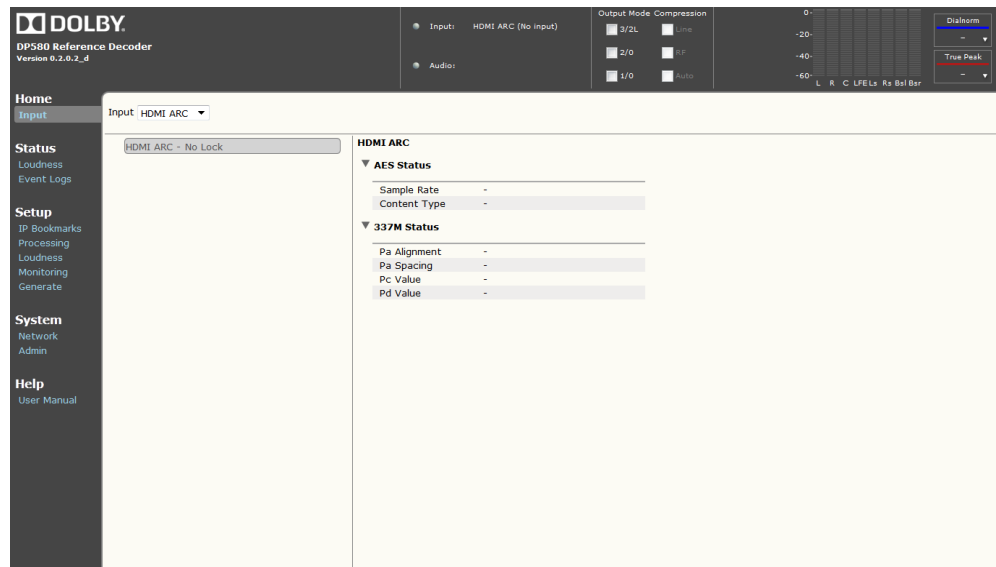 DOLBY.
DP580 Reference Decoder
Version 0.2.0.2_d
Input: HDMI ARC (No input)
Audio:
Output Mode Compression
3/2L Line
2/0 RF
1/0 Auto
0-
-20-
-40-
-60-
L R C LFE Ls Rs Bsl Bsr
Dialnorm
-
True Peak
-
Home
Input
Status
Loudness
Event Logs
Setup
IP Bookmarks
Processing
Loudness
Monitoring
Generate
System
Network
Admin
Help
User Manual
Input HDMI ARC
HDMI ARC - No Lock
HDMI ARC
AES Status
Sample Rate -
Content Type -
337M Status
Pa Alignment -
Pa Spacing -
Pc Value -
Pd Value -